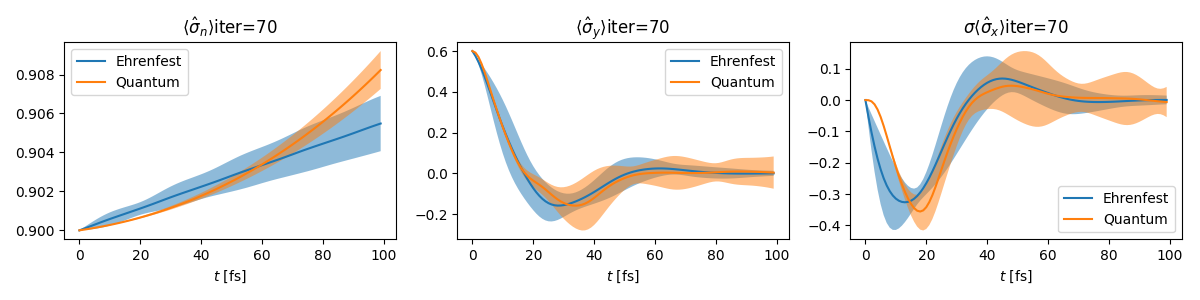 ⟨σ̂ₙ⟩iter=70
0.908
0.906
0.904
0.902
0.900
Ehrenfest
Quantum
0 20 40 60 80 100
t [fs]
⟨σ̂ᵧ⟩iter=70
0.6
0.4
0.2
0.0
−0.2
Ehrenfest
Quantum
0 20 40 60 80 100
t [fs]
σ⟨σ̂ₓ⟩iter=70
0.1
0.0
−0.1
−0.2
−0.3
−0.4
Ehrenfest
Quantum
0 20 40 60 80 100
t [fs]